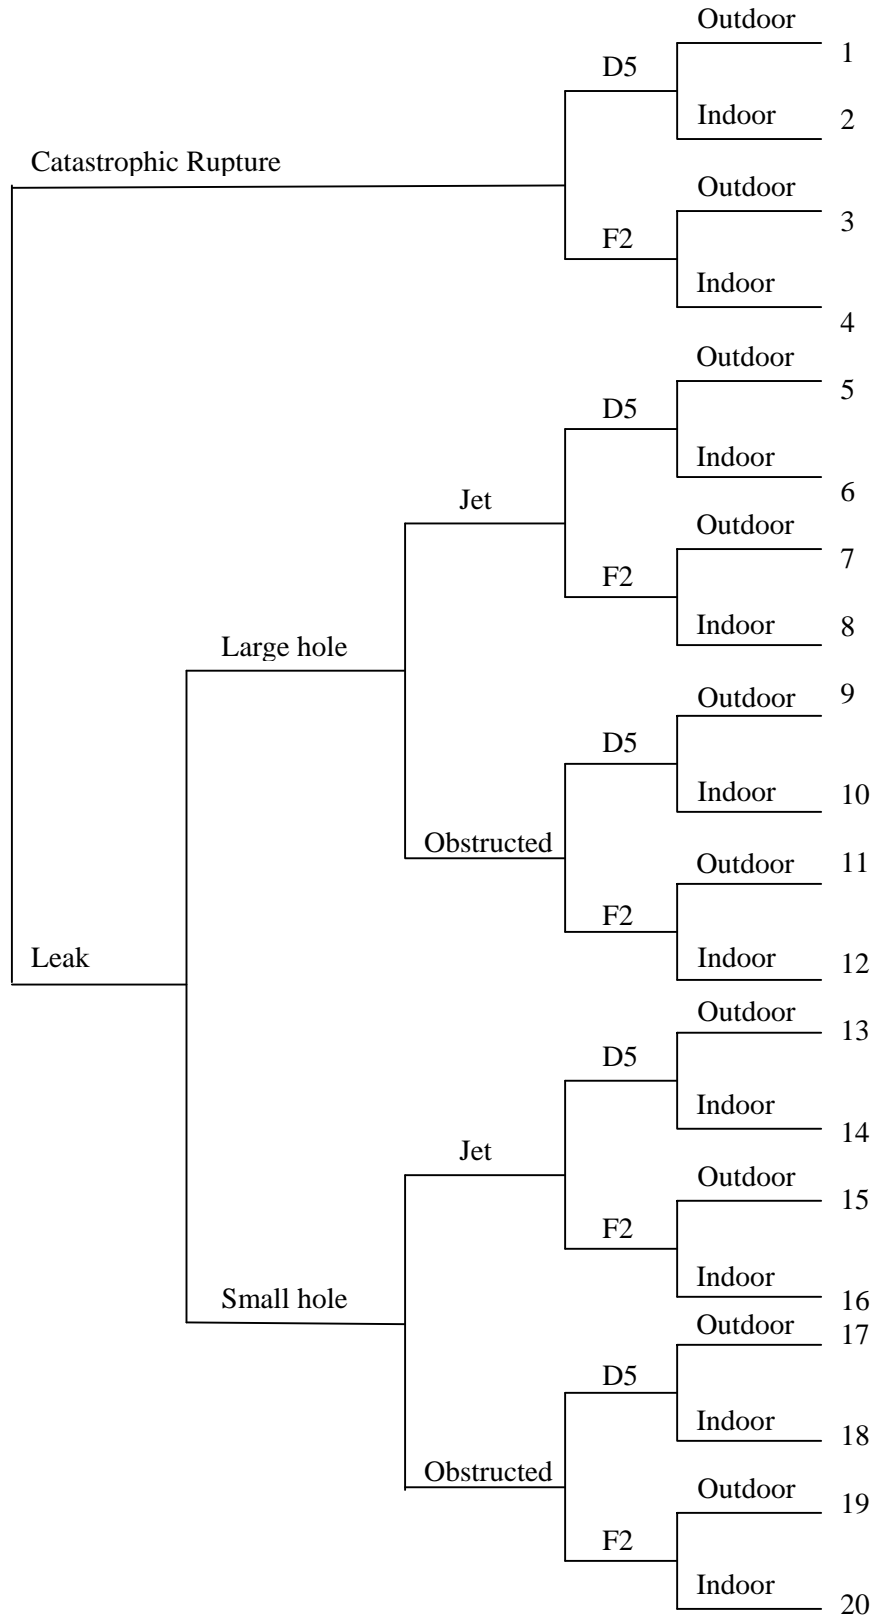 Outdoor
1
D5
Indoor
2
Catastrophic Rupture
Outdoor
3
F2
Indoor
4
Outdoor
5
D5
Indoor
6
Jet
Outdoor
7
F2
Indoor
8
Large hole
Outdoor
9
D5
Indoor
10
Obstructed
Outdoor
11
F2
Indoor
12
Leak
Outdoor
13
D5
Indoor
14
Jet
Outdoor
15
F2
Indoor
16
Small hole
Outdoor
17
D5
Indoor
18
Obstructed
Outdoor
19
F2
Indoor
20